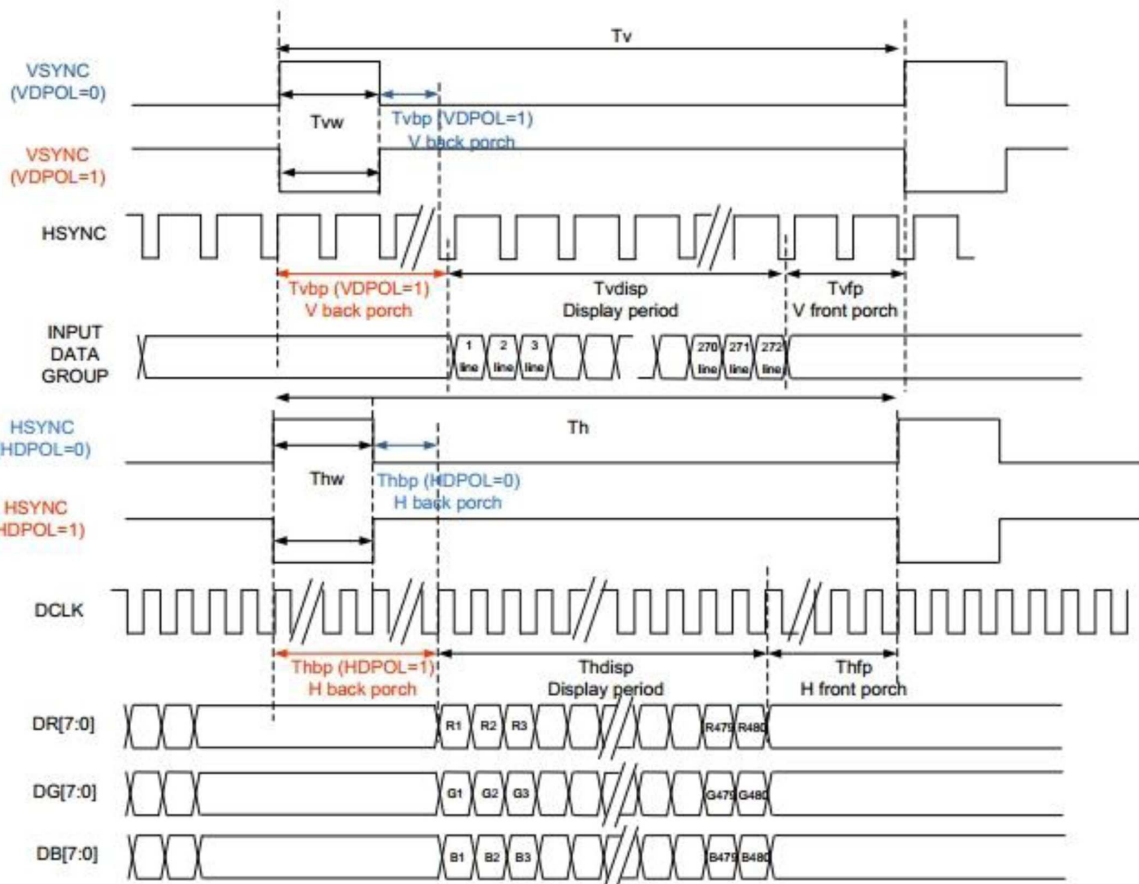 Tv
VSYNC
(VDPOL=0)
Tvw
Tvbp (VDPOL=1)
V back porch
VSYNC
(VDPOL=1)
HSYNC
Tvbp (VDPOL=1)
V back porch
Tvdisp
Display period
Tvfp
V front porch
INPUT
DATA
GROUP
1 line
2 line
3 line
270 line
271 line
272 line
HSYNC
HDPOL=0)
Th
Thw
Thbp (HDPOL=0)
H back porch
HSYNC
HDPOL=1)
DCLK
Thbp (HDPOL=1)
H back porch
Thdisp
Display period
Thfp
H front porch
DR[7:0]
R1 R2 R3 R479 R480
DG[7:0]
G1 G2 G3 G479 G480
DB[7:0]
B1 B2 B3 B479 B480